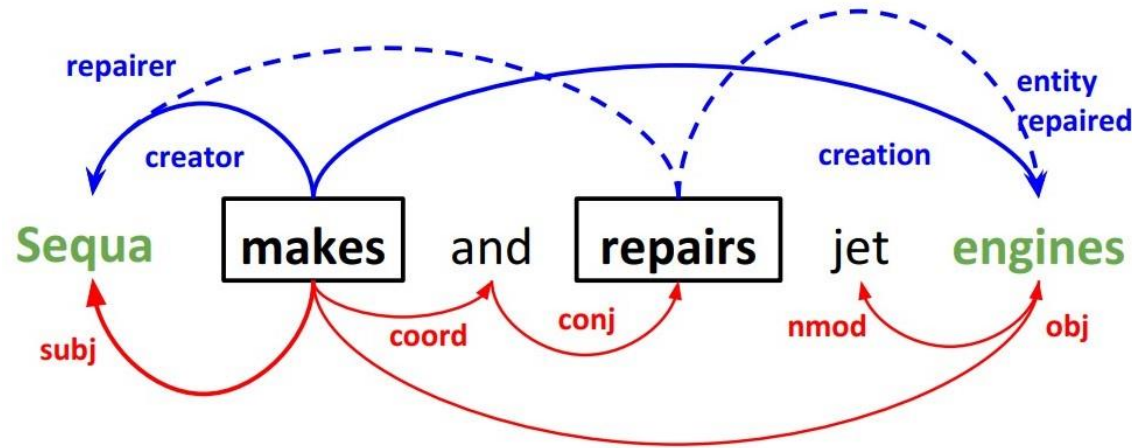 repairer
entity
repaired
creator
creation
Sequa makes and repairs jet engines
subj
coord
conj
nmod
obj